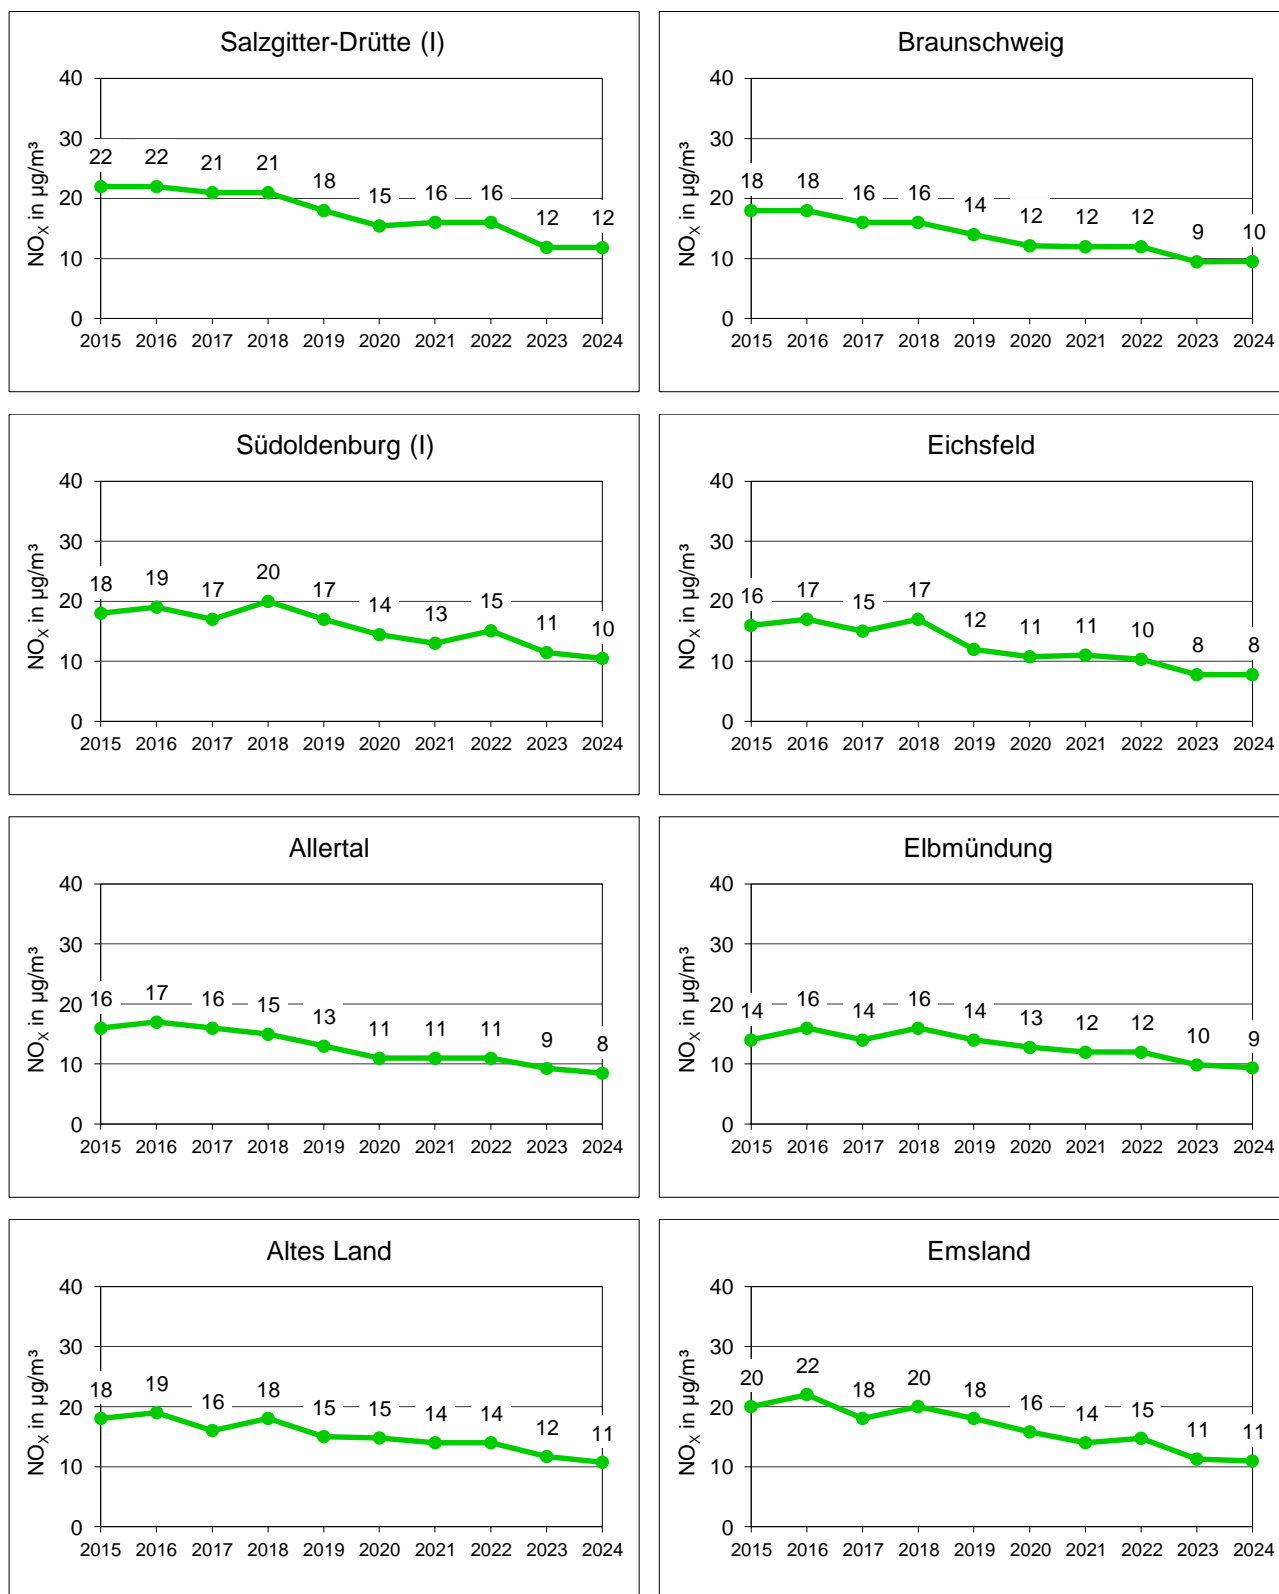 Salzgitter-Drütte (I)
NOX in µg/m³
40
30
20
10
0
22 22 21 21 18 15 16 16 12 12
2015 2016 2017 2018 2019 2020 2021 2022 2023 2024
Braunschweig
NOX in µg/m³
40
30
20
10
0
18 18 16 16 14 12 12 12 9 10
2015 2016 2017 2018 2019 2020 2021 2022 2023 2024
Südoldenburg (I)
NOX in µg/m³
40
30
20
10
0
18 19 17 20 17 14 13 15 11 10
2015 2016 2017 2018 2019 2020 2021 2022 2023 2024
Eichsfeld
NOX in µg/m³
40
30
20
10
0
16 17 15 17 12 11 11 10 8 8
2015 2016 2017 2018 2019 2020 2021 2022 2023 2024
Allertal
NOX in µg/m³
40
30
20
10
0
16 17 16 15 13 11 11 11 9 8
2015 2016 2017 2018 2019 2020 2021 2022 2023 2024
Elbmündung
NOX in µg/m³
40
30
20
10
0
14 16 14 16 14 13 12 12 10 9
2015 2016 2017 2018 2019 2020 2021 2022 2023 2024
Altes Land
NOX in µg/m³
40
30
20
10
0
18 19 16 18 15 15 14 14 12 11
2015 2016 2017 2018 2019 2020 2021 2022 2023 2024
Emsland
NOX in µg/m³
40
30
20
10
0
20 22 18 20 18 16 14 15 11 11
2015 2016 2017 2018 2019 2020 2021 2022 2023 2024